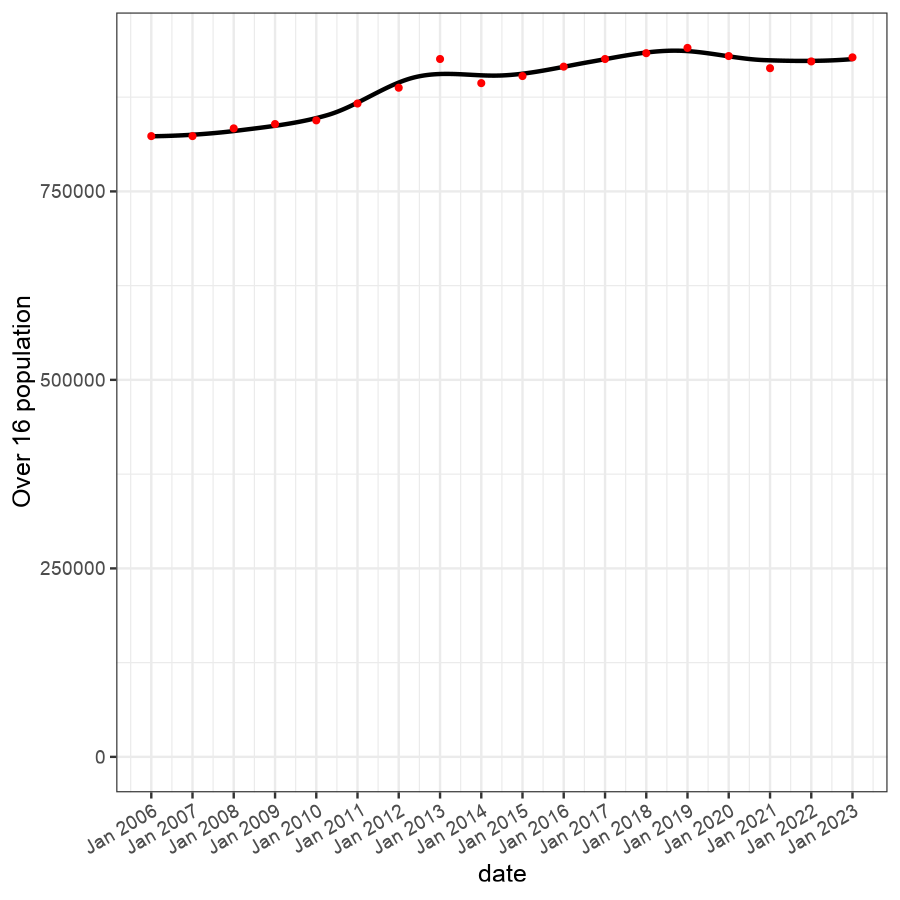 Over 16 population
750000
500000
250000
0
Jan 2006
Jan 2007
Jan 2008
Jan 2009
Jan 2010
Jan 2011
Jan 2012
Jan 2013
Jan 2014
Jan 2015
Jan 2016
Jan 2017
Jan 2018
Jan 2019
Jan 2020
Jan 2021
Jan 2022
Jan 2023
date